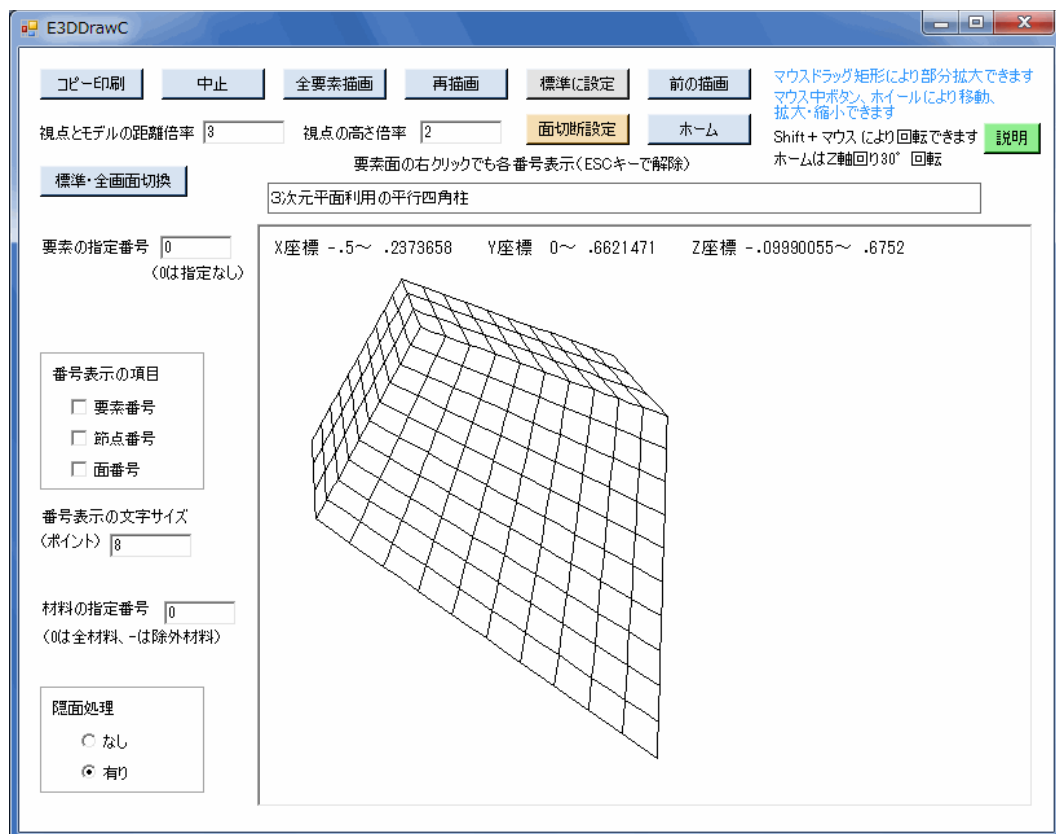 E3DDrawC
コピー印刷 中止 全要素描画 再描画 標準に設定 前の描画
マウスドラッグ矩形により部分拡大できます
マウス中ボタン、ホイールにより移動、
拡大・縮小できます
視点とモデルの距離倍率 3 視点の高さ倍率 2 面切断設定 ホーム
Shift+マウス により回転できます 説明
ホームはZ軸回り30° 回転
標準・全画面切換
要素面の右クリックでも各番号表示(ESCキーで解除)
3次元平面利用の平行四角柱
要素の指定番号 0
(0は指定なし)
X座標 -.5～ .2373658 Y座標 0～ .6621471 Z座標 -.09990055～ .6752
番号表示の項目
要素番号
節点番号
面番号
番号表示の文字サイズ
(ポイント) 8
材料の指定番号 0
(0は全材料、-は除外材料)
隠面処理
なし
有り